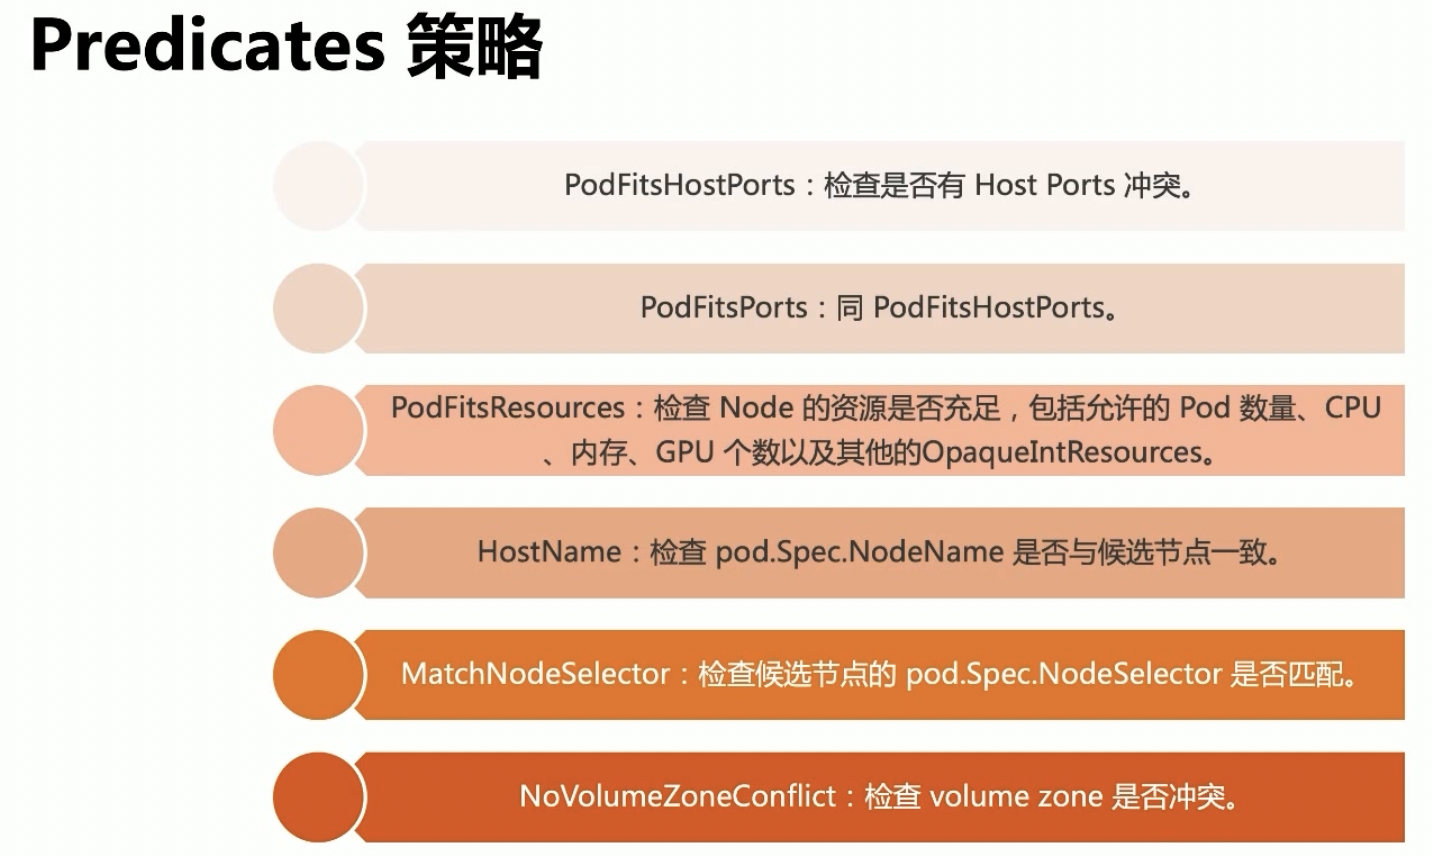 Predicates 策略
PodFitsHostPorts：检查是否有 Host Ports 冲突。
PodFitsPorts：同 PodFitsHostPorts。
PodFitsResources：检查 Node 的资源是否充足，包括允许的 Pod 数量、CPU
、内存、GPU 个数以及其他的OpaqueIntResources。
HostName：检查 pod.Spec.NodeName 是否与候选节点一致。
MatchNodeSelector：检查候选节点的 pod.Spec.NodeSelector 是否匹配。
NoVolumeZoneConflict：检查 volume zone 是否冲突。